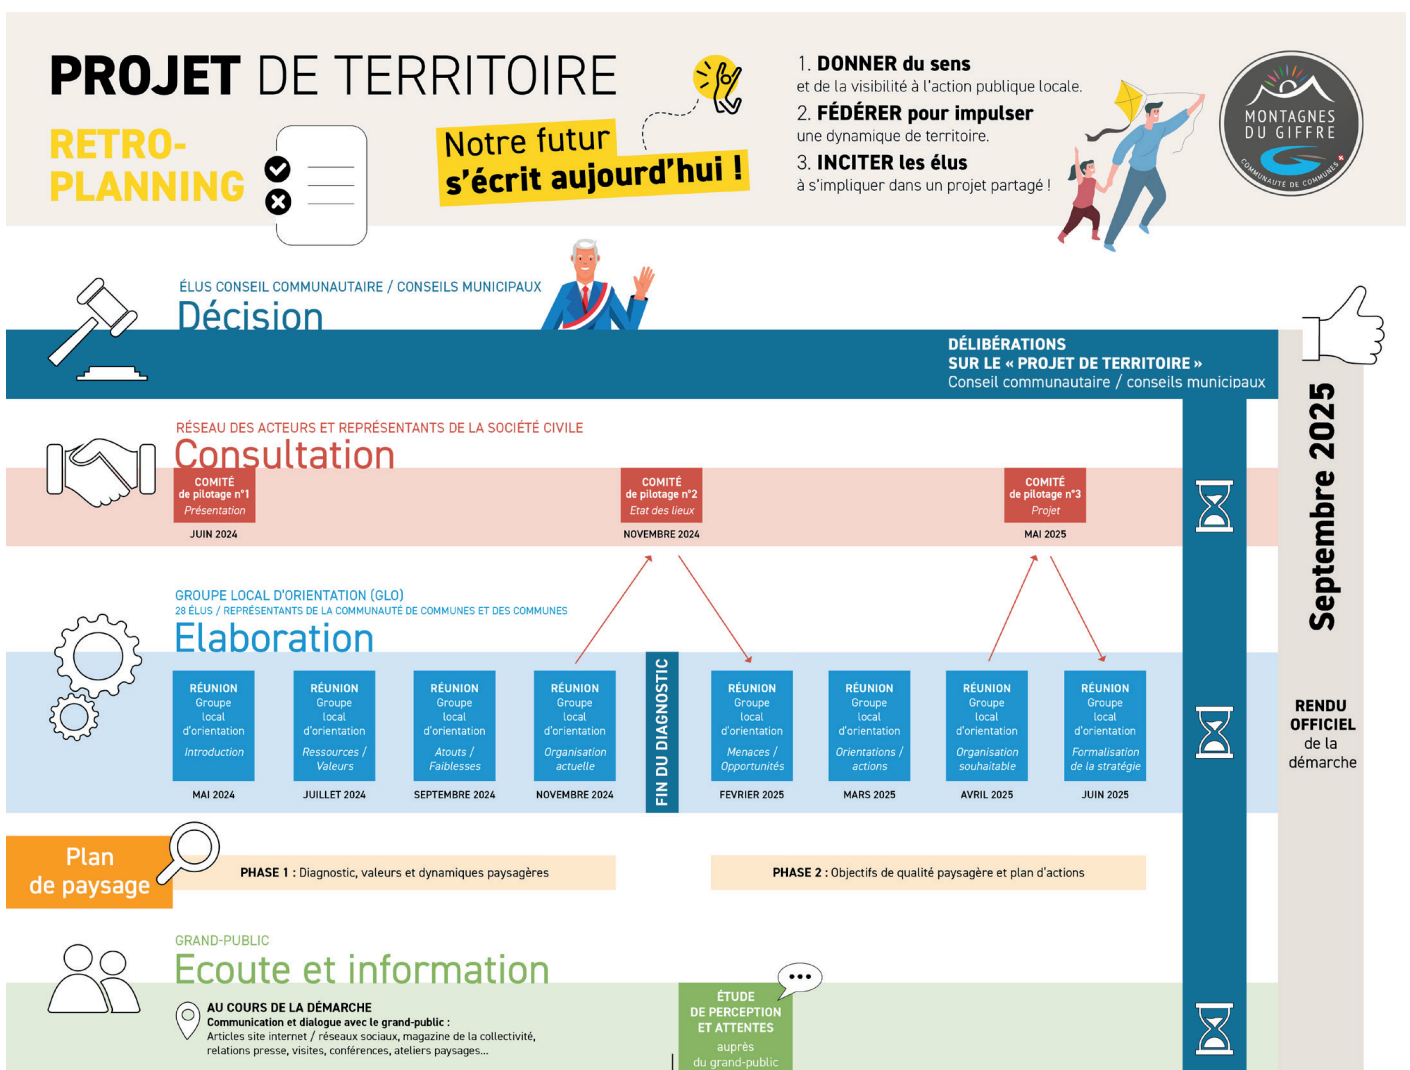 PROJET DE TERRITOIRE
RETRO-
PLANNING
Notre futur
s'écrit aujourd'hui !
1. DONNER du sens
et de la visibilité à l'action publique locale.
2. FÉDÉRER pour impulser
une dynamique de territoire.
3. INCITER les élus
à s'impliquer dans un projet partagé !
MONTAGNES
DU GIFFRE
COMMUNAUTÉ DE COMMUNES
ÉLUS CONSEIL COMMUNAUTAIRE / CONSEILS MUNICIPAUX
Décision
DÉLIBÉRATIONS
SUR LE « PROJET DE TERRITOIRE »
Conseil communautaire / conseils municipaux
Septembre 2025
RENDU
OFFICIEL
de la
démarche
RÉSEAU DES ACTEURS ET REPRÉSENTANTS DE LA SOCIÉTÉ CIVILE
Consultation
COMITÉ
de pilotage n°1
Présentation
JUIN 2024
COMITÉ
de pilotage n°2
Etat des lieux
NOVEMBRE 2024
COMITÉ
de pilotage n°3
Projet
MAI 2025
GROUPE LOCAL D'ORIENTATION (GLO)
28 ÉLUS / REPRÉSENTANTS DE LA COMMUNAUTÉ DE COMMUNES ET DES COMMUNES
Elaboration
RÉUNION
Groupe
local
d'orientation
Introduction
MAI 2024
RÉUNION
Groupe
local
d'orientation
Ressources /
Valeurs
JUILLET 2024
RÉUNION
Groupe
local
d'orientation
Atouts /
Faiblesses
SEPTEMBRE 2024
RÉUNION
Groupe
local
d'orientation
Organisation
actuelle
NOVEMBRE 2024
FIN DU DIAGNOSTIC
RÉUNION
Groupe
local
d'orientation
Menaces /
Opportunités
FEVRIER 2025
RÉUNION
Groupe
local
d'orientation
Orientations /
actions
MARS 2025
RÉUNION
Groupe
local
d'orientation
Organisation
souhaitable
AVRIL 2025
RÉUNION
Groupe
local
d'orientation
Formalisation
de la stratégie
JUIN 2025
Plan
de paysage
PHASE 1 : Diagnostic, valeurs et dynamiques paysagères
PHASE 2 : Objectifs de qualité paysagère et plan d'actions
GRAND-PUBLIC
Ecoute et information
AU COURS DE LA DÉMARCHE
Communication et dialogue avec le grand-public :
Articles site internet / réseaux sociaux, magazine de la collectivité,
relations presse, visites, conférences, ateliers paysages...
ÉTUDE
DE PERCEPTION
ET ATTENTES
auprès
du grand-public